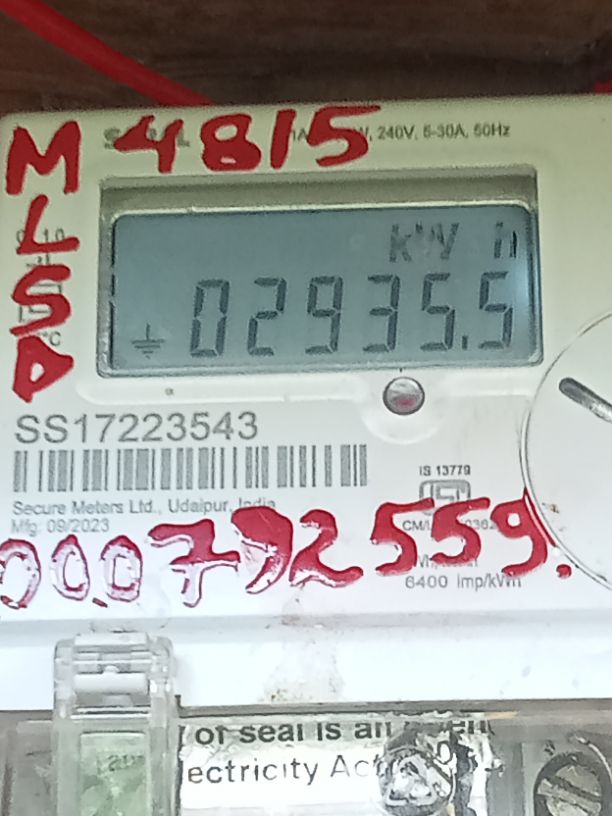 M 4815
240V, 5-30A, 50Hz
L
S
D
kWh
02935.5
SS17223543
IS 13779
Secure Meters Ltd., Udaipur, India
Mfg: 09/2023
000792559.
6400 imp/kWh
of seal is an
ectricity Act